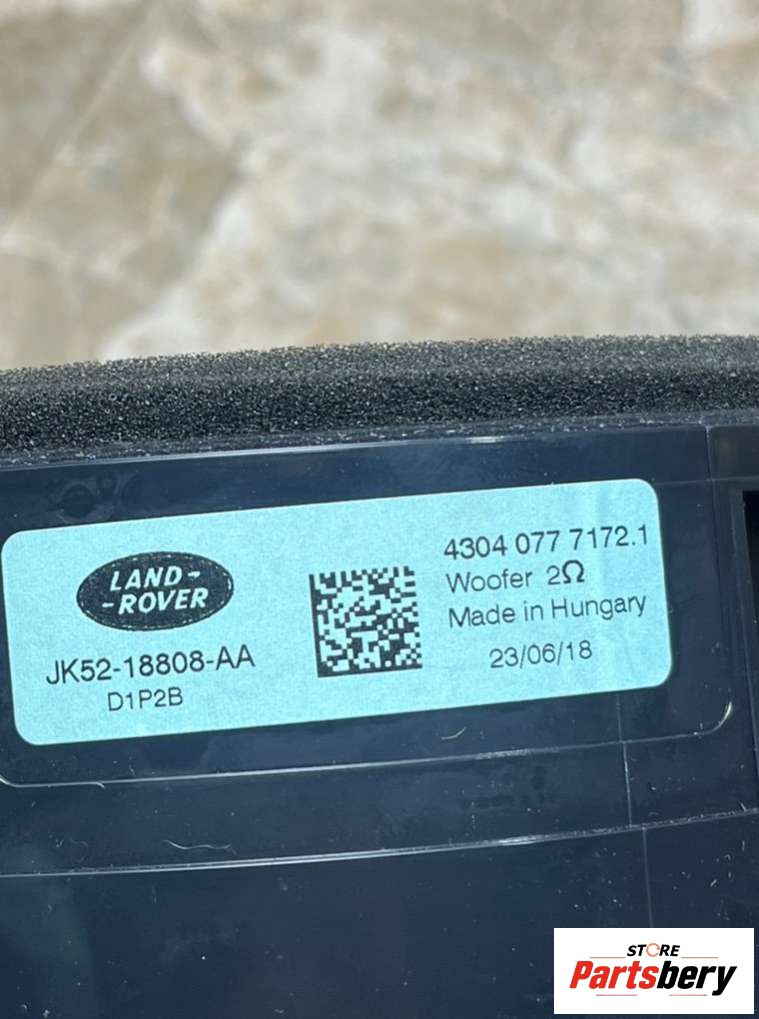 LAND-
-ROVER
JK52-18808-AA
D1P2B
4304 077 7172.1
Woofer 2Ω
Made in Hungary
23/06/18
STORE
Partsbery